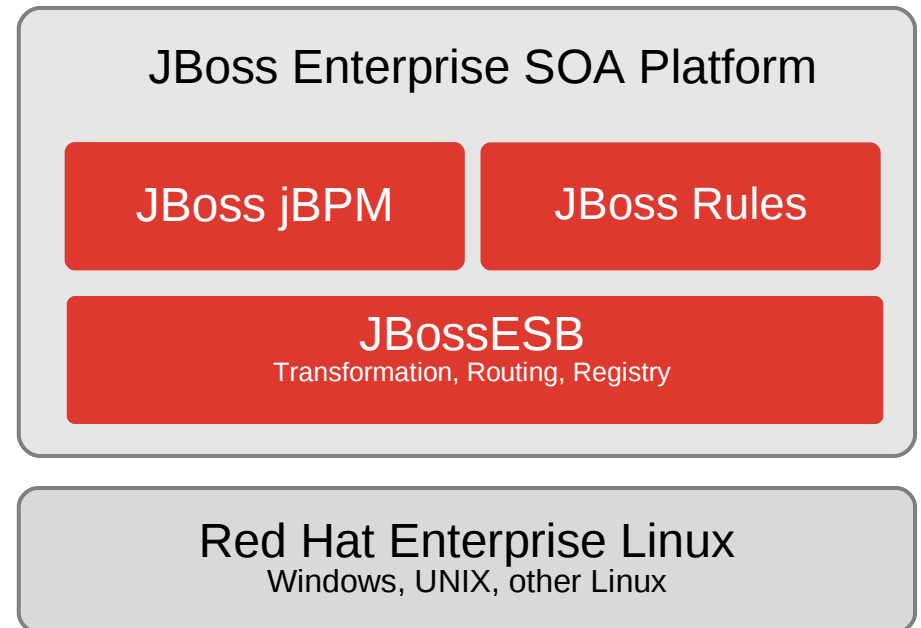 JBoss Enterprise SOA Platform
JBoss jBPM
JBoss Rules
JBossESB
Transformation, Routing, Registry
Red Hat Enterprise Linux
Windows, UNIX, other Linux